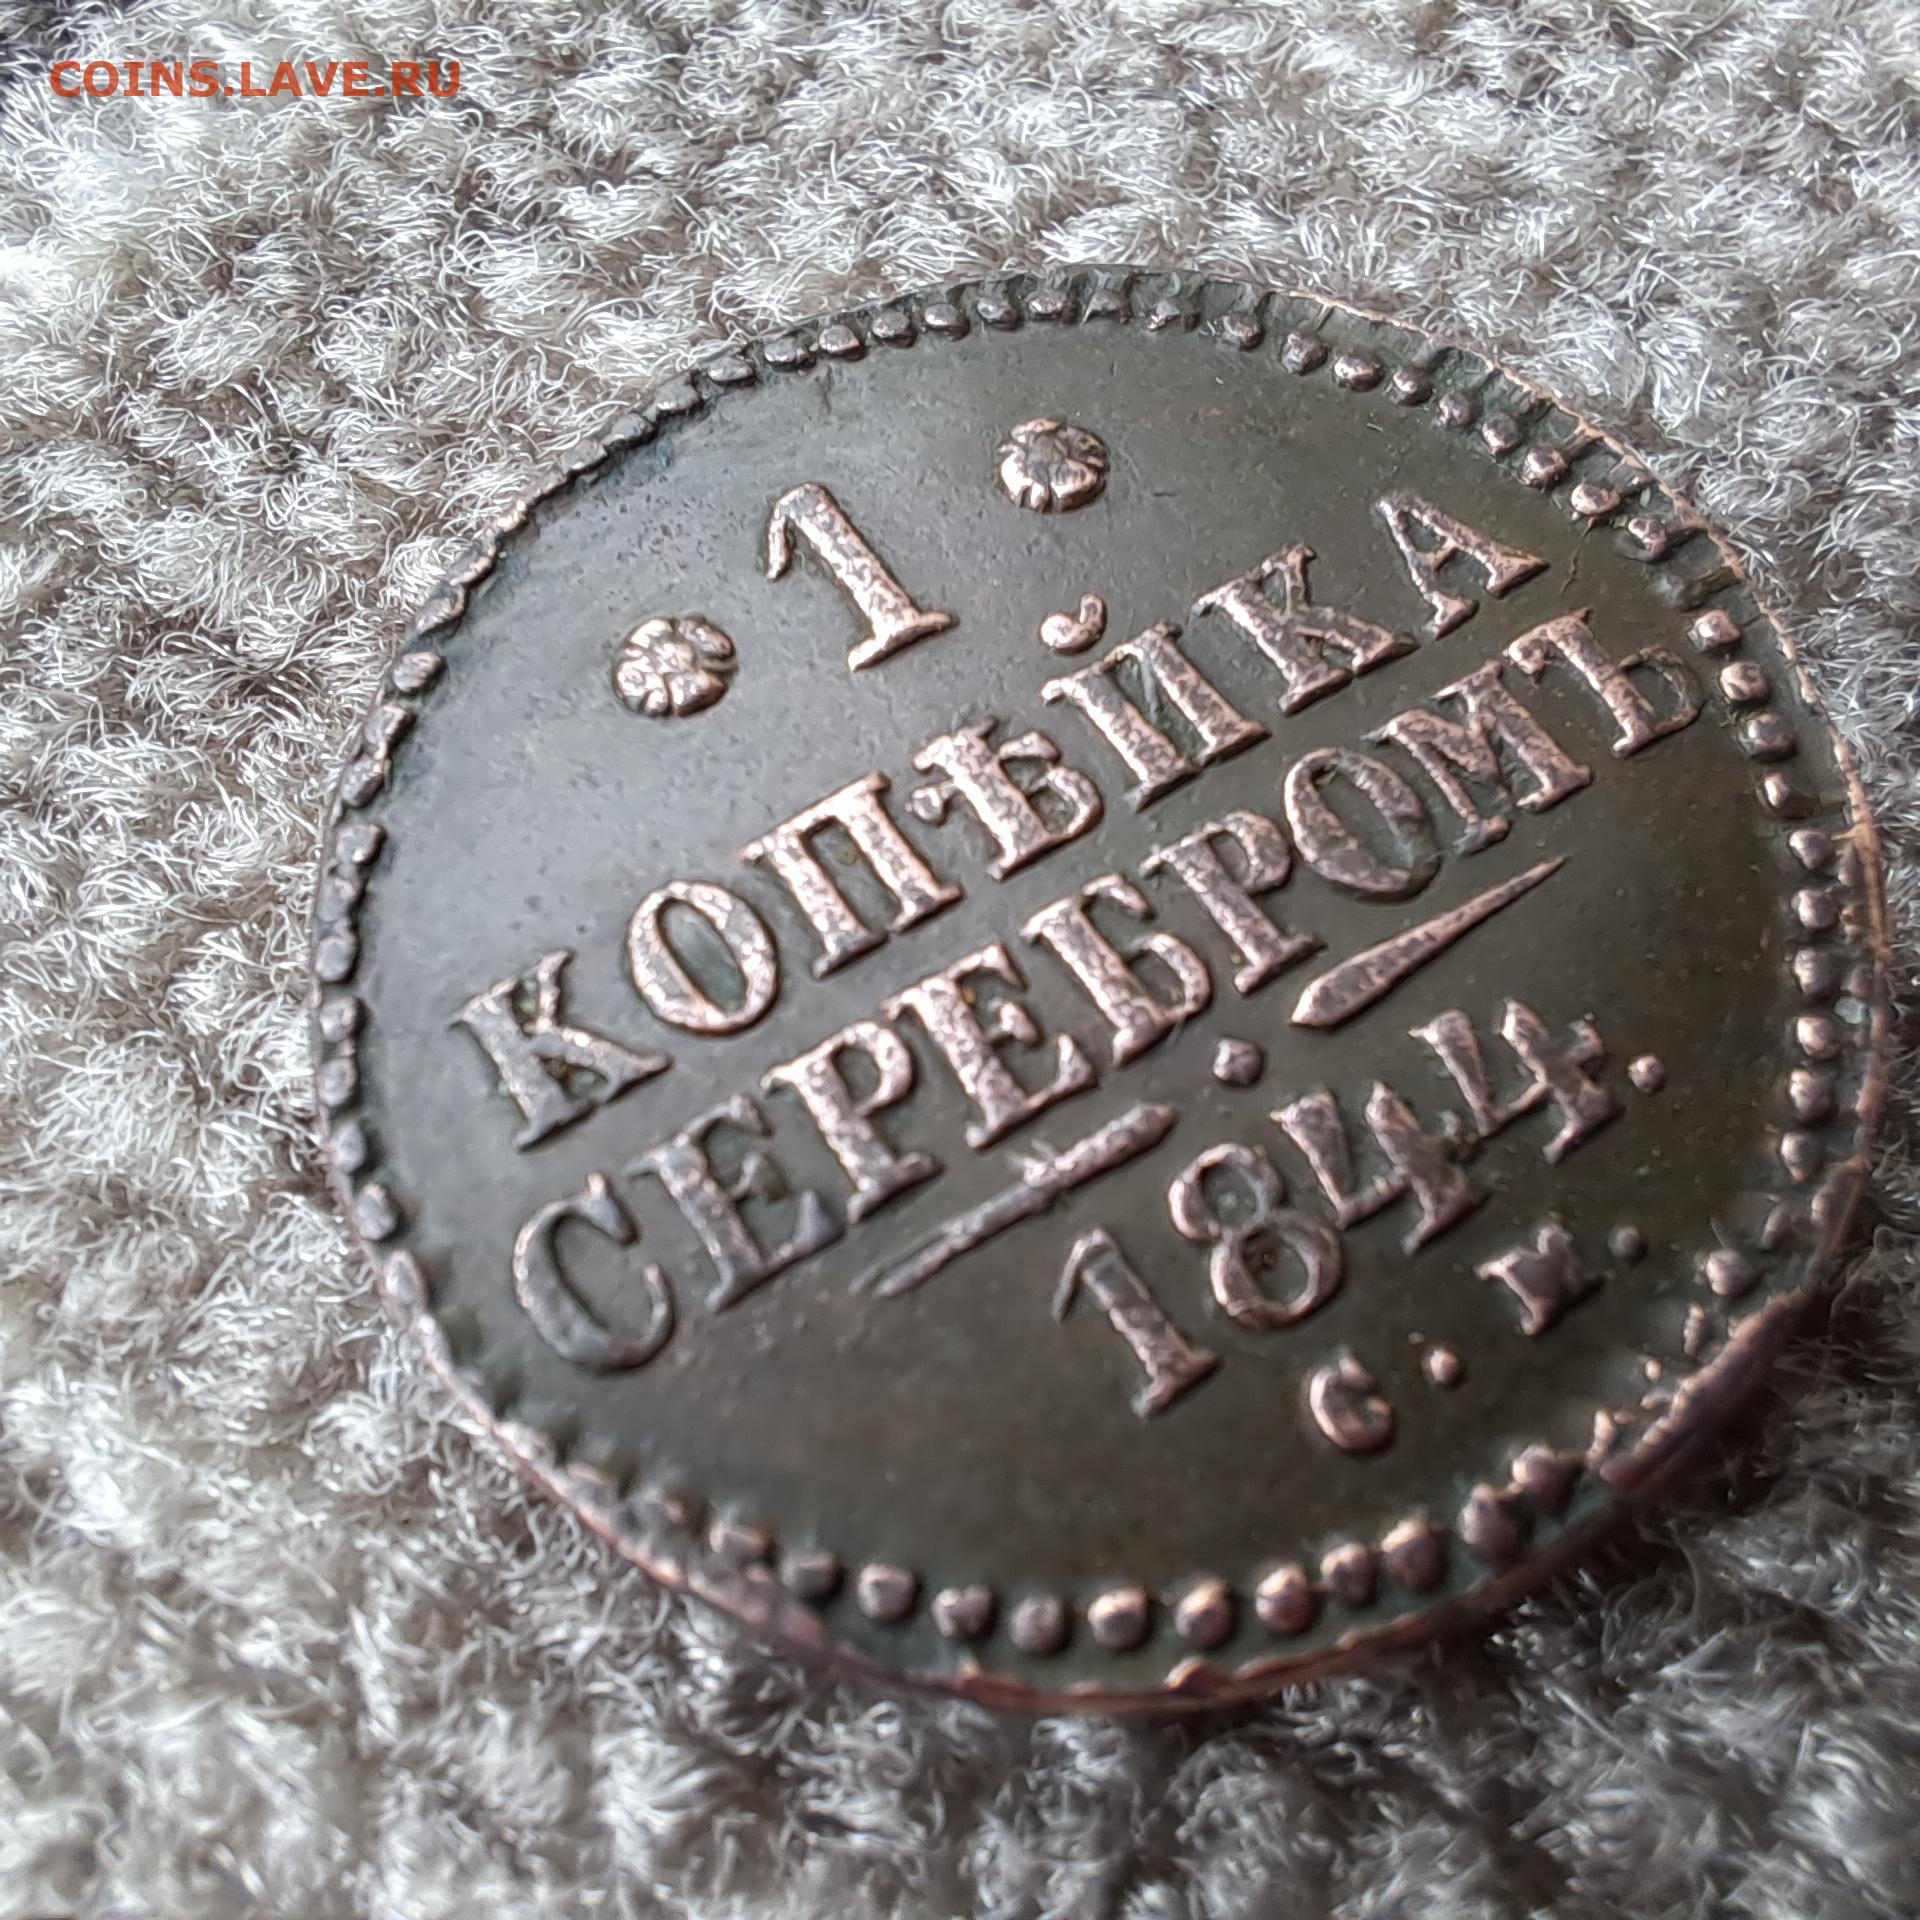 COINS.LAVE.RU
1
КОПѢЙКА
СЕРЕБРОМЪ
1844.
С. М.